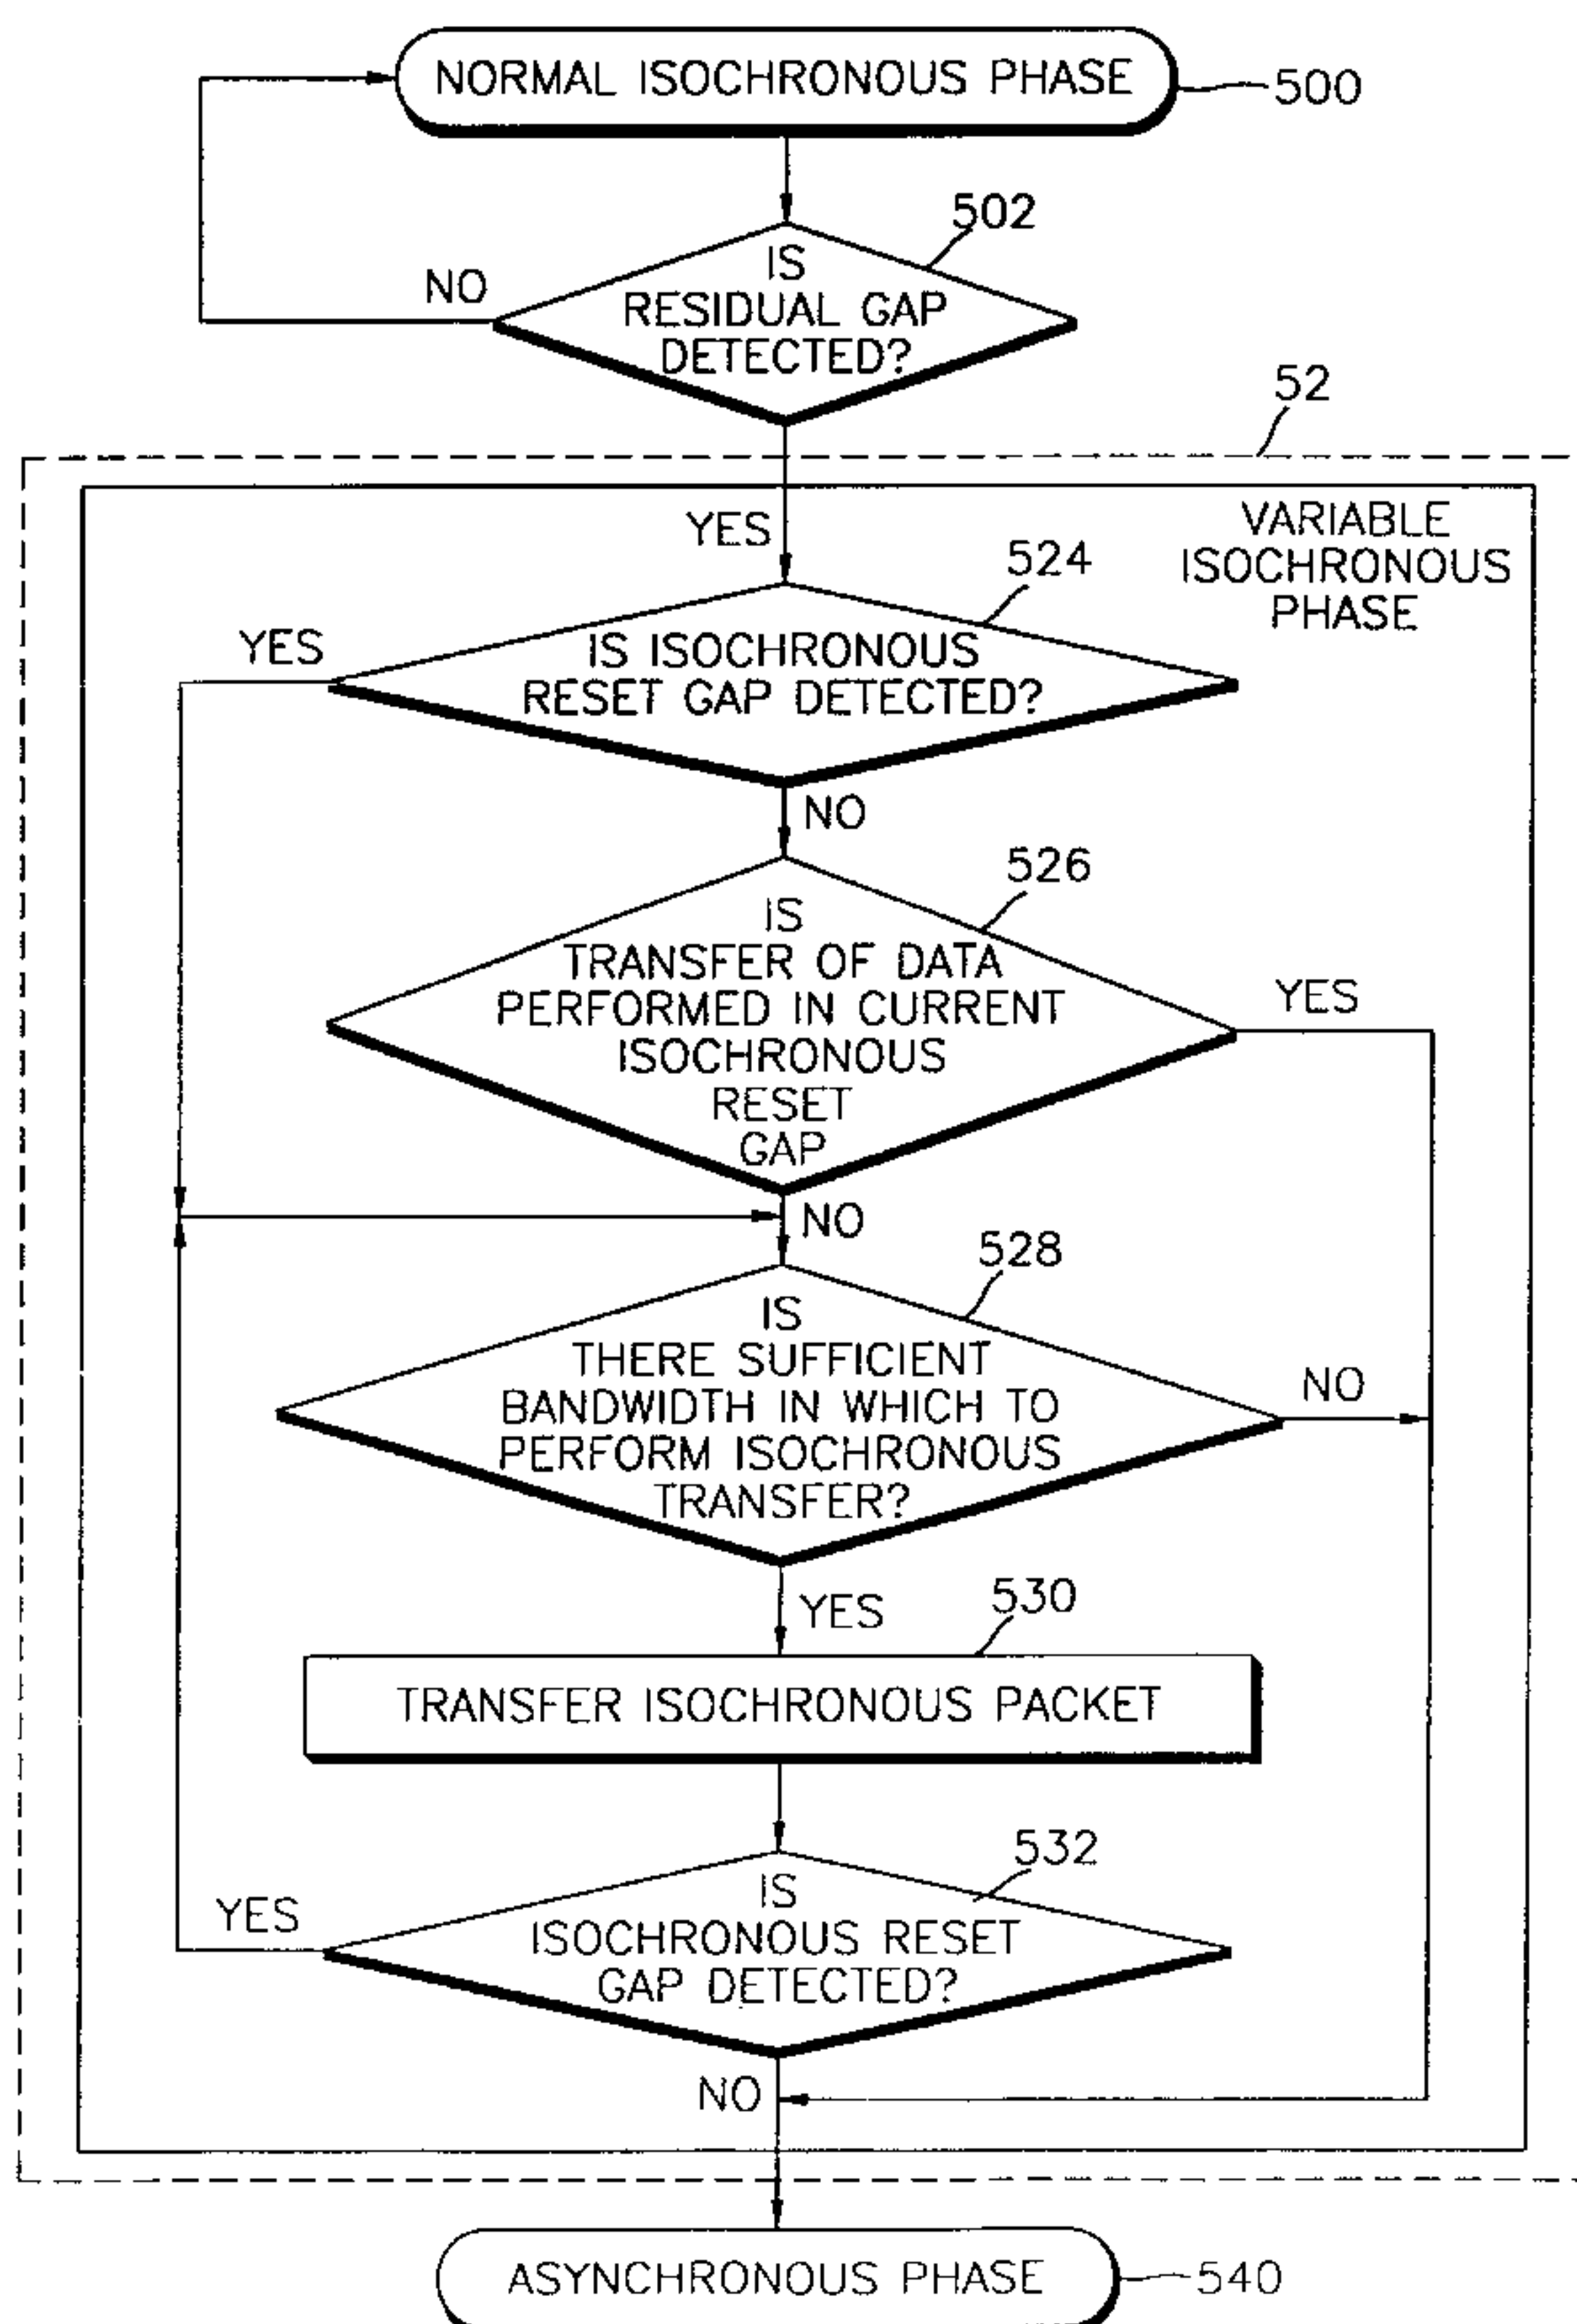 NORMAL ISOCHRONOUS PHASE
500
502
IS
RESIDUAL GAP
DETECTED?
NO
52
VARIABLE
ISOCHRONOUS
PHASE
YES
524
YES
IS ISOCHRONOUS
RESET GAP DETECTED?
NO
526
IS
TRANSFER OF DATA
PERFORMED IN CURRENT
ISOCHRONOUS
RESET
GAP
YES
NO
528
IS
THERE SUFFICIENT
BANDWIDTH IN WHICH TO
PERFORM ISOCHRONOUS
TRANSFER?
NO
YES
530
TRANSFER ISOCHRONOUS PACKET
532
IS
ISOCHRONOUS RESET
GAP DETECTED?
YES
NO
ASYNCHRONOUS PHASE
540